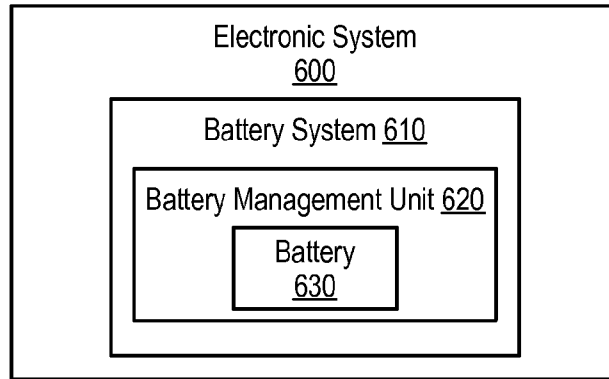 Electronic System
600
Battery System 610
Battery Management Unit 620
Battery
630